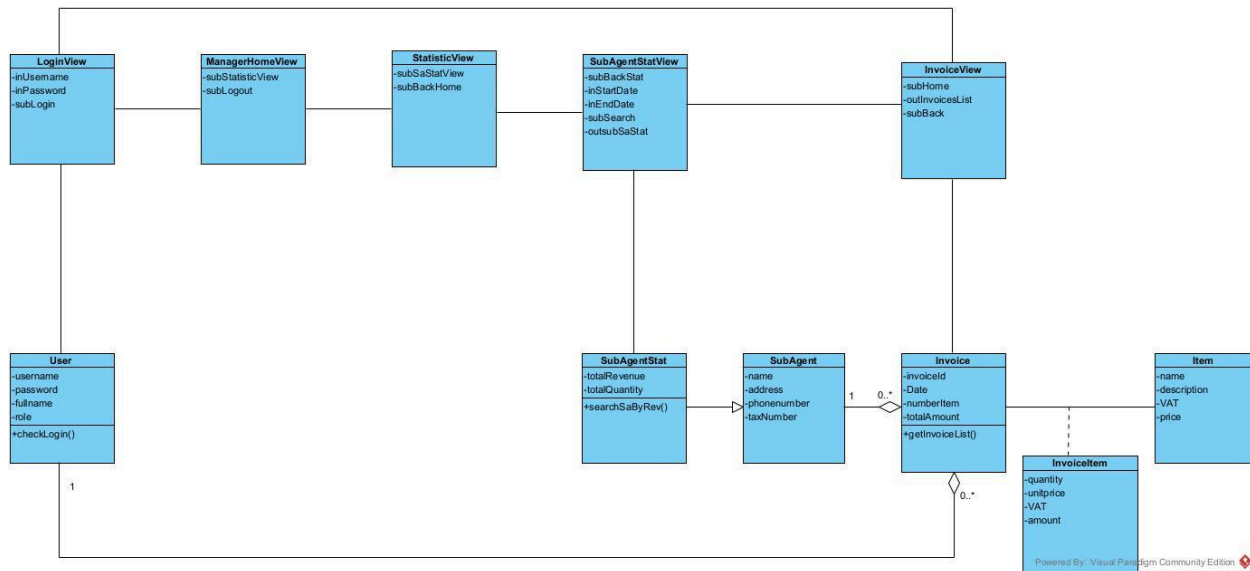 LoginView
-inUsername
-inPassword
-subLogin
ManagerHomeView
-subStatisticView
-subLogout
StatisticView
-subSaStatView
-subBackHome
SubAgentStatView
-subBackStat
-inStartDate
-inEndDate
-subSearch
-outsubSaStat
InvoiceView
-subHome
-outInvoicesList
-subBack
User
-username
-password
-fullname
-role
+checkLogin()
SubAgentStat
-totalRevenue
-totalQuantity
+searchSaByRev()
SubAgent
-name
-address
-phonenumber
-taxNumber
1
0..*
Invoice
-invoiceId
-Date
-numberItem
-totalAmount
+getInvoiceList()
Item
-name
-description
-VAT
-price
InvoiceItem
-quantity
-unitprice
-VAT
-amount
1
0..*
Powered By: Visual Paradigm Community Edition